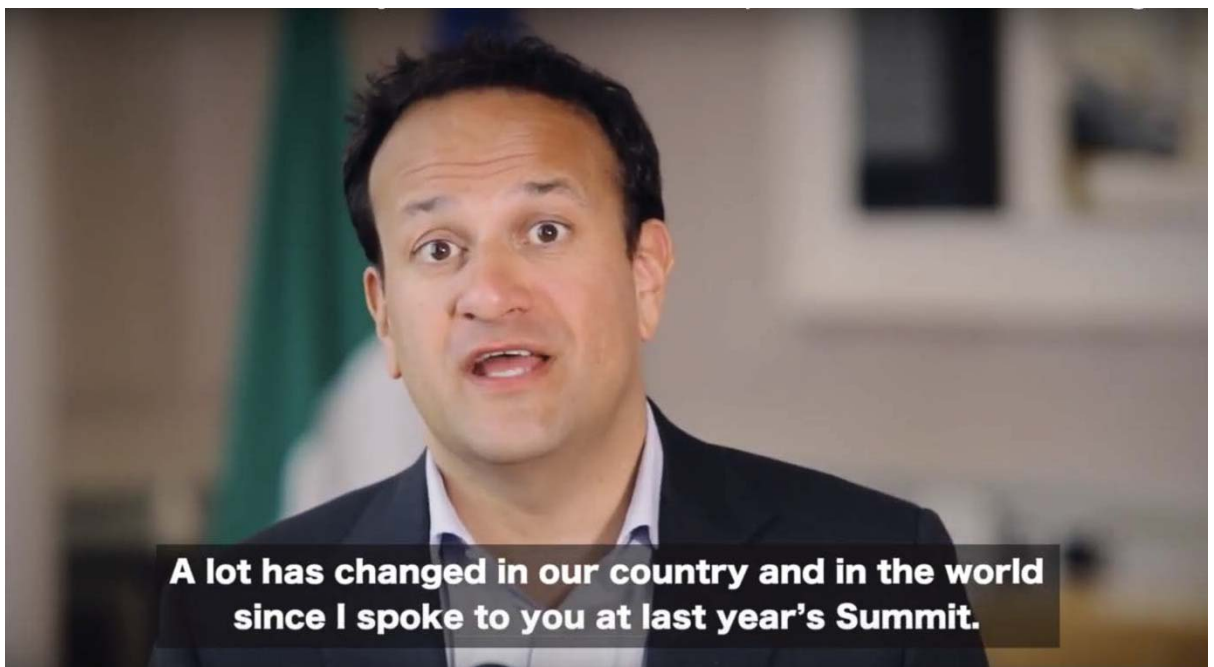 A lot has changed in our country and in the world
since I spoke to you at last year's Summit.